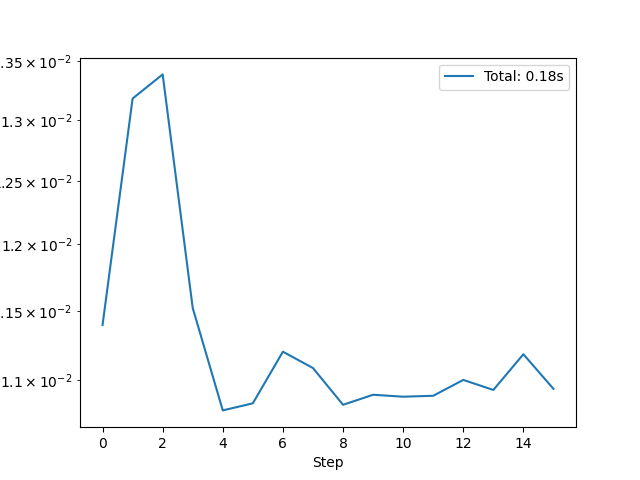 .35 × 10⁻²
1.3 × 10⁻²
.25 × 10⁻²
1.2 × 10⁻²
.15 × 10⁻²
1.1 × 10⁻²
Total: 0.18s
0 2 4 6 8 10 12 14
Step